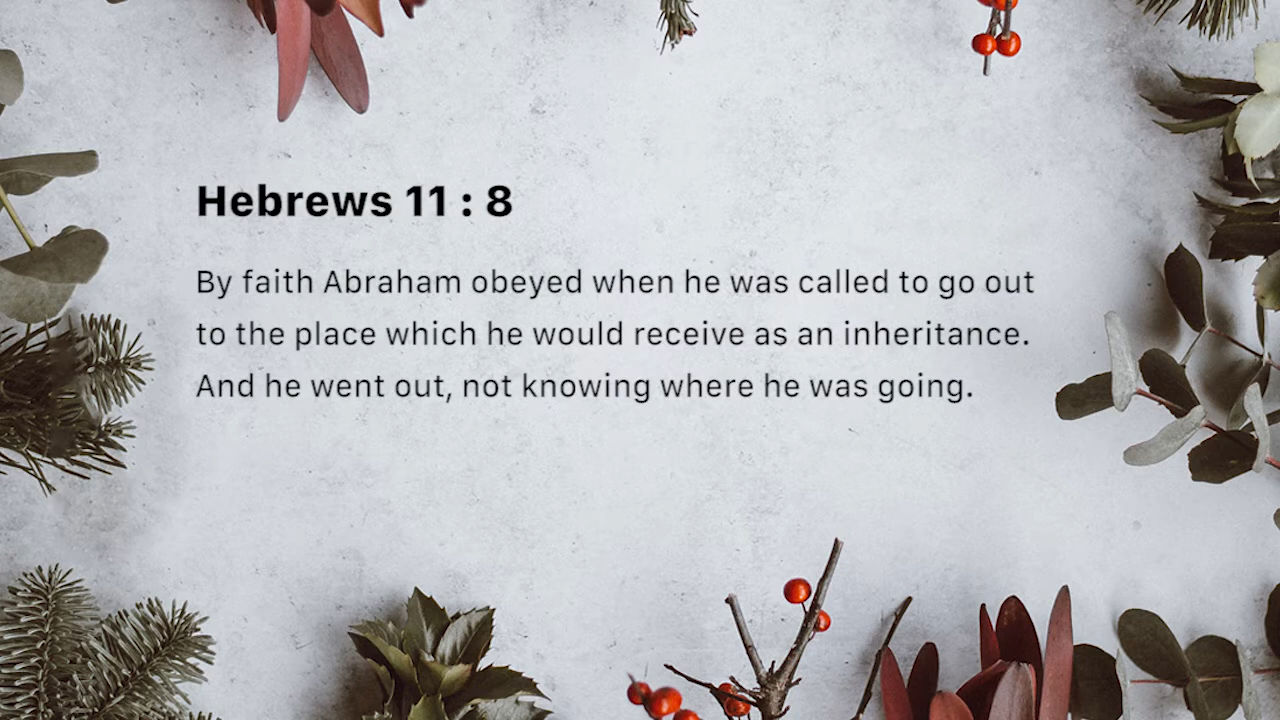 Hebrews 11 : 8
By faith Abraham obeyed when he was called to go out
to the place which he would receive as an inheritance.
And he went out, not knowing where he was going.